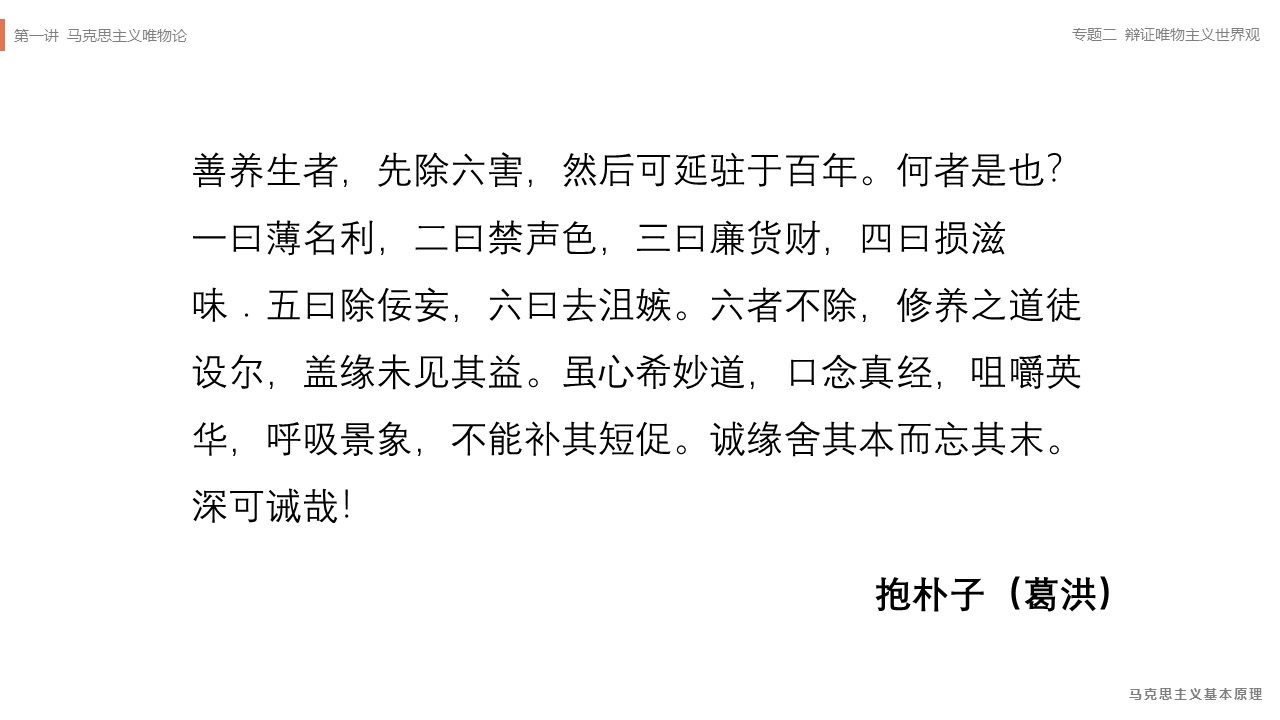 第一讲 马克思主义唯物论
专题二 辩证唯物主义世界观
善养生者，先除六害，然后可延驻于百年。何者是也？
一曰薄名利，二曰禁声色，三曰廉货财，四曰损滋
味．五曰除佞妄，六曰去沮嫉。六者不除，修养之道徒
设尔，盖缘未见其益。虽心希妙道，口念真经，咀嚼英
华，呼吸景象，不能补其短促。诚缘舍其本而忘其末。
深可诫哉！
抱朴子（葛洪）
马克思主义基本原理